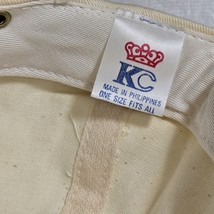 KC
MADE IN PHILIPPINES
ONE SIZE FITS ALL